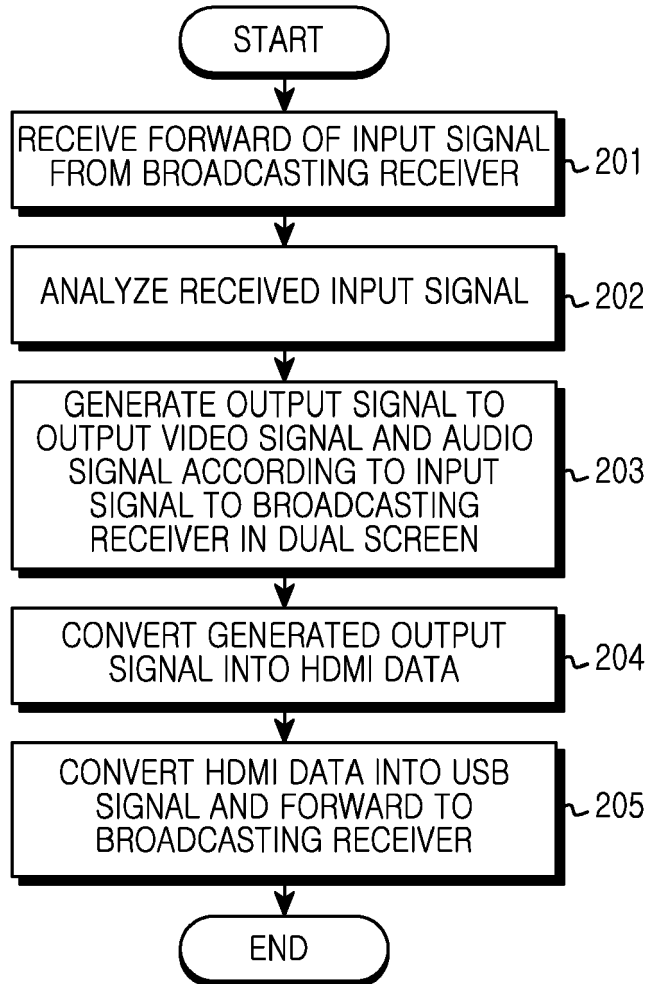 START
RECEIVE FORWARD OF INPUT SIGNAL
FROM BROADCASTING RECEIVER
201
ANALYZE RECEIVED INPUT SIGNAL
202
GENERATE OUTPUT SIGNAL TO
OUTPUT VIDEO SIGNAL AND AUDIO
SIGNAL ACCORDING TO INPUT
SIGNAL TO BROADCASTING
RECEIVER IN DUAL SCREEN
203
CONVERT GENERATED OUTPUT
SIGNAL INTO HDMI DATA
204
CONVERT HDMI DATA INTO USB
SIGNAL AND FORWARD TO
BROADCASTING RECEIVER
205
END